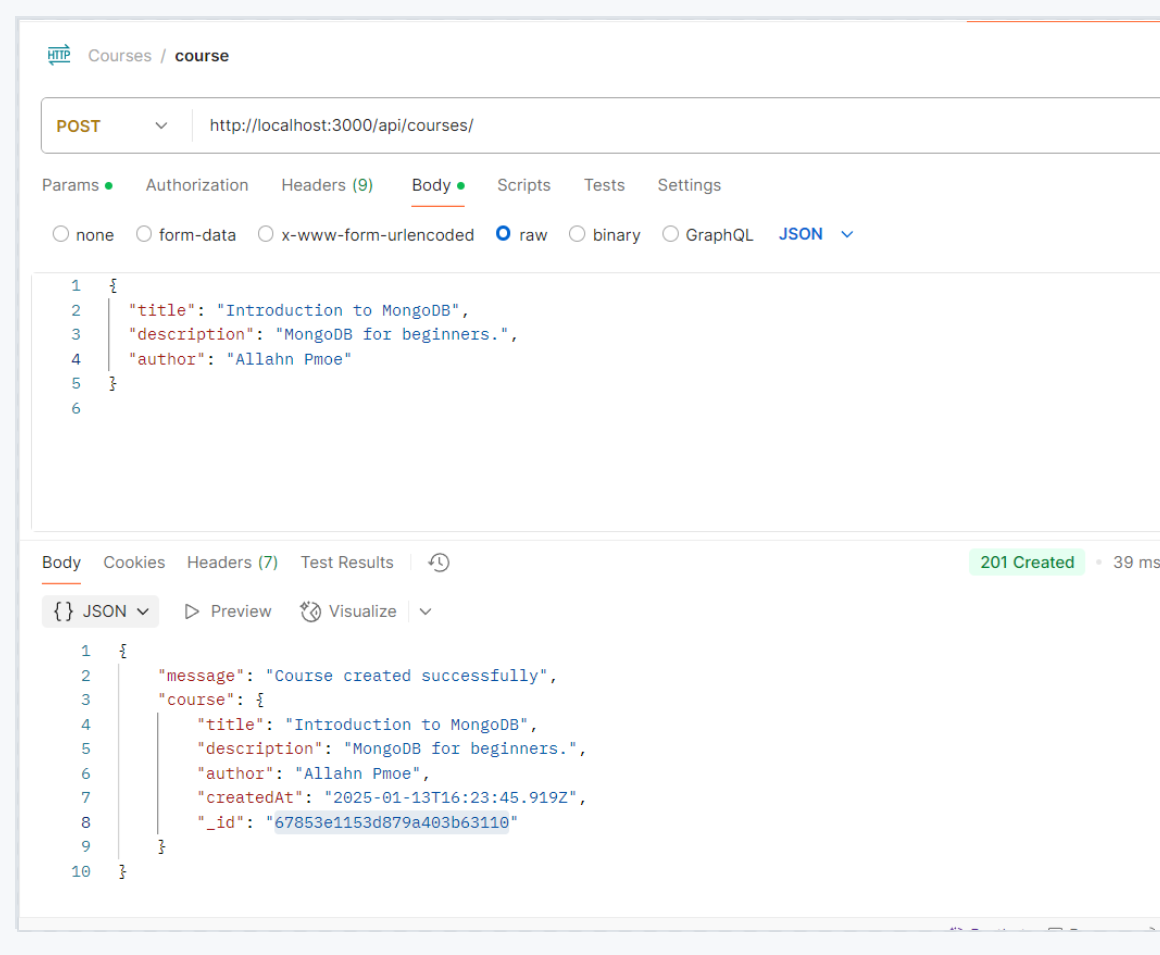 HTTP Courses / course
POST http://localhost:3000/api/courses/
Params Authorization Headers (9) Body Scripts Tests Settings
none form-data x-www-form-urlencoded raw binary GraphQL JSON
1 {
2 "title": "Introduction to MongoDB",
3 "description": "MongoDB for beginners.",
4 "author": "Allahn Pmoe"
5 }
6
Body Cookies Headers (7) Test Results 201 Created • 39 ms
{} JSON Preview Visualize
1 {
2 "message": "Course created successfully",
3 "course": {
4 "title": "Introduction to MongoDB",
5 "description": "MongoDB for beginners.",
6 "author": "Allahn Pmoe",
7 "createdAt": "2025-01-13T16:23:45.919Z",
8 "_id": "67853e1153d879a403b63110"
9 }
10 }